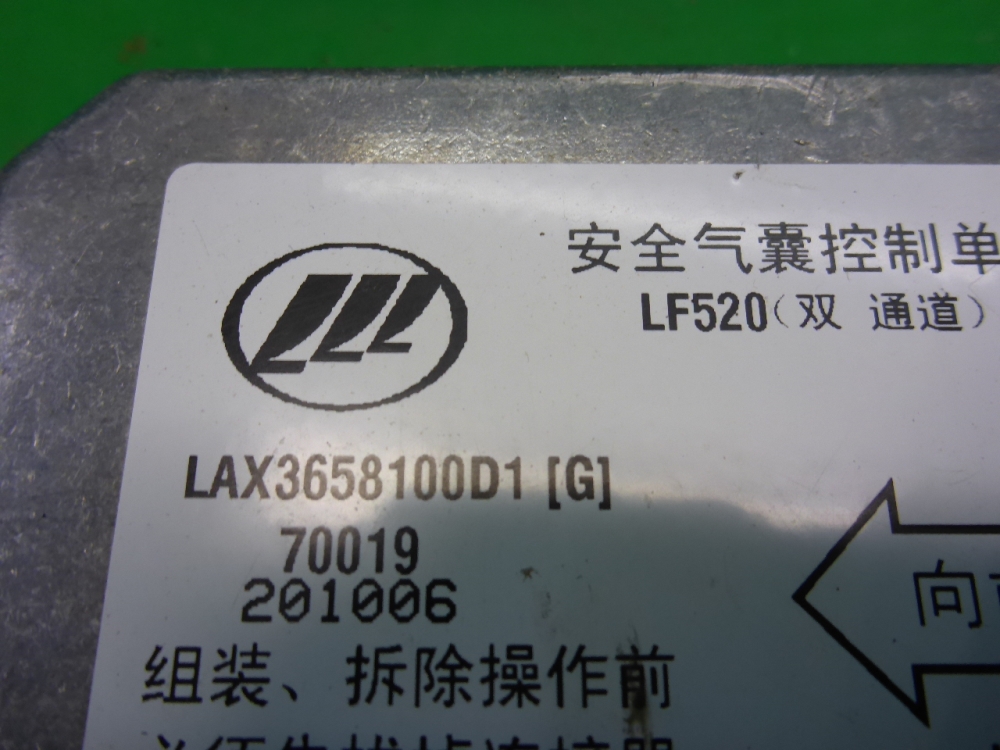 安全气囊控制单
LF520(双 通道)
LAX3658100D1 [G]
70019
201006
向
组装、拆除操作前